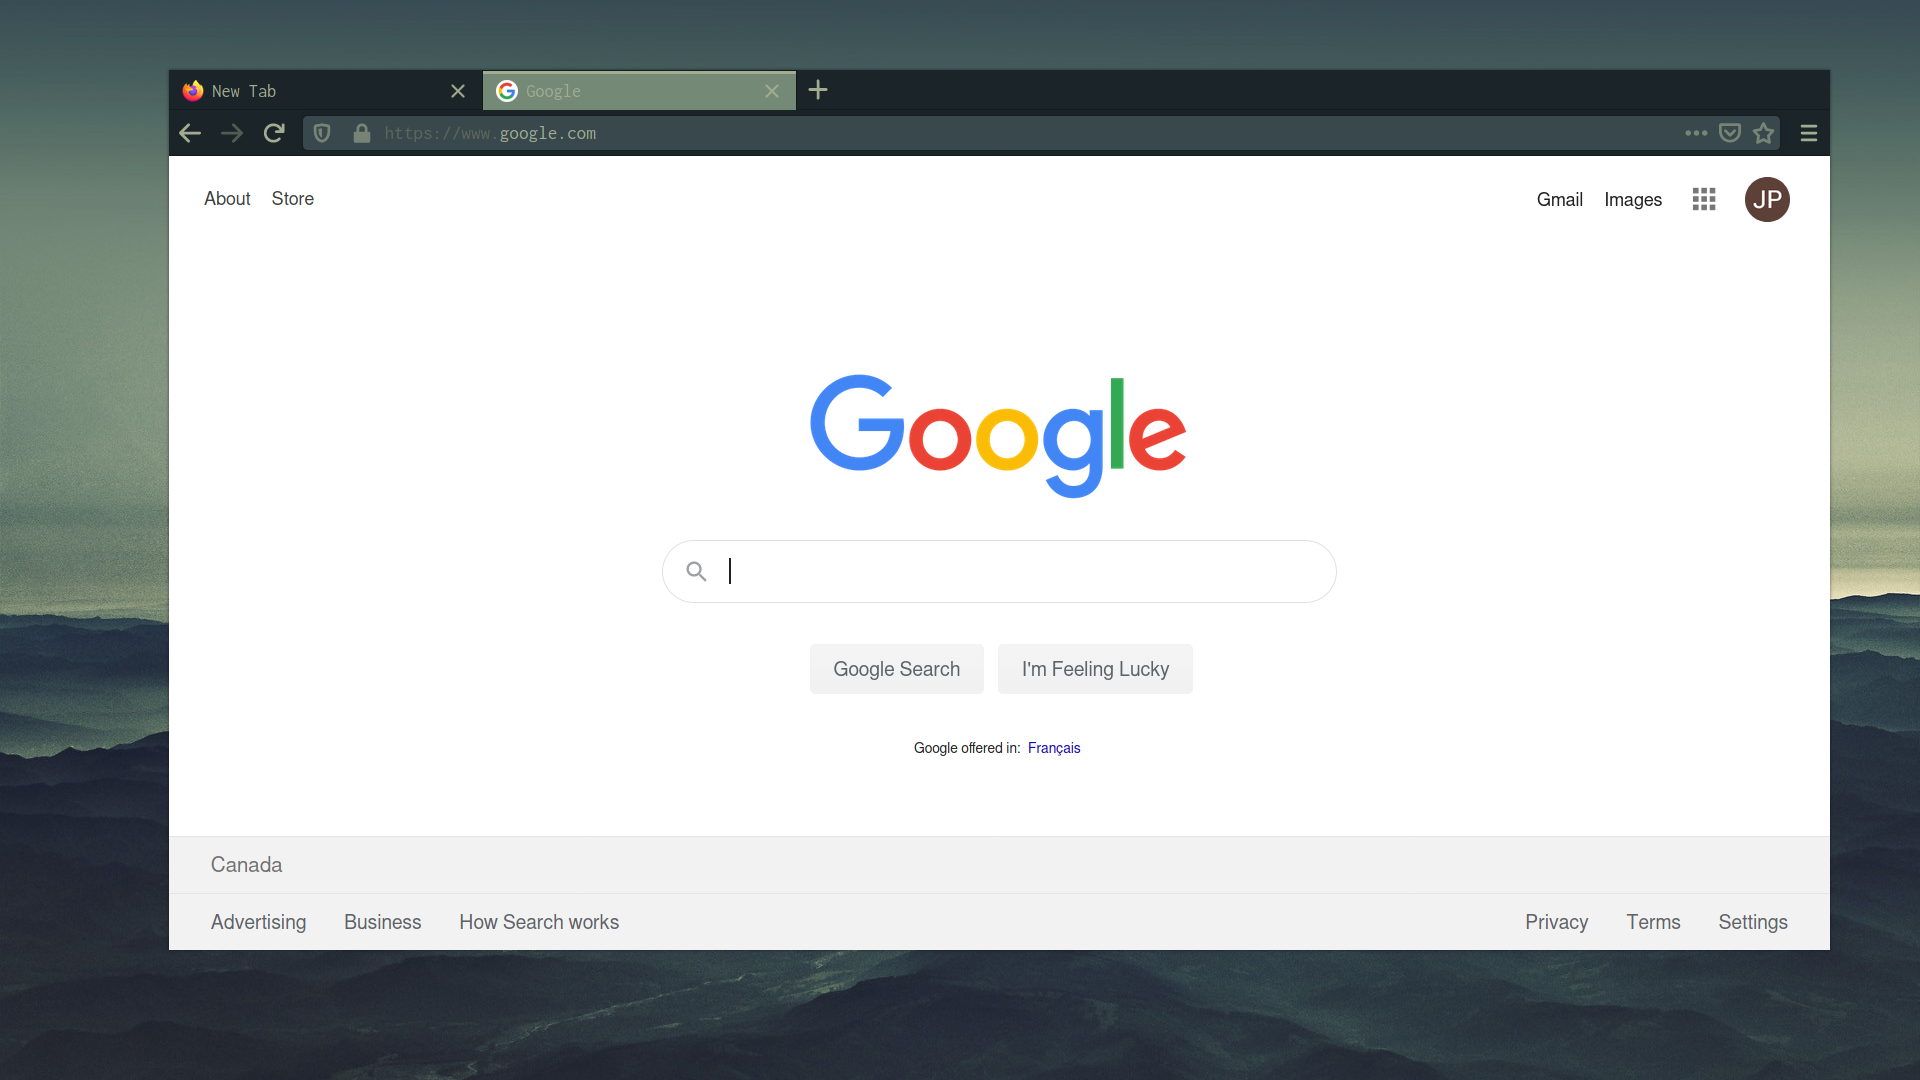 New Tab
Google
https://www.google.com
About Store
Gmail Images JP
Google
Google Search
I'm Feeling Lucky
Google offered in: Français
Canada
Advertising Business How Search works
Privacy Terms Settings